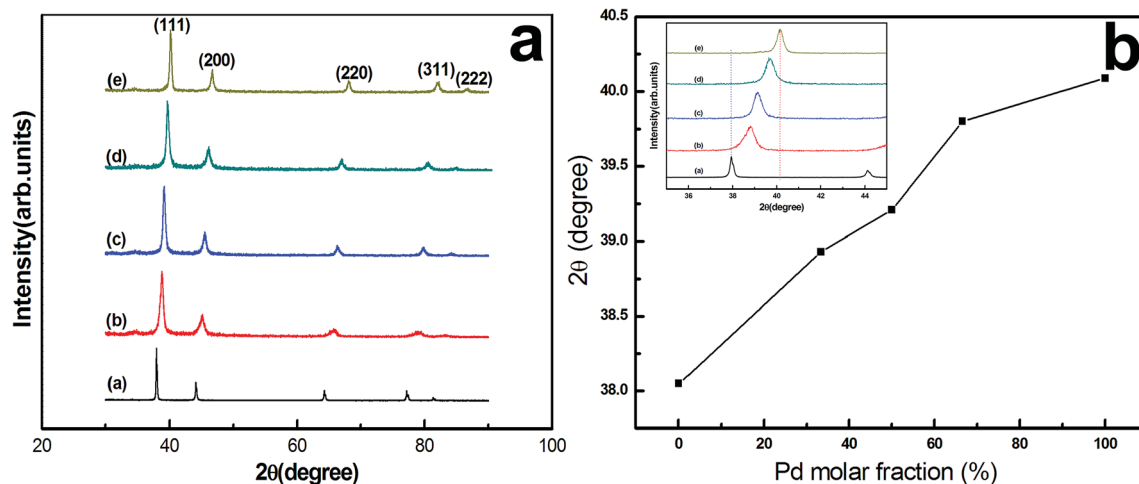 a
(111)
(200)
(220)
(311)
(222)
(e)
(d)
(c)
(b)
(a)
Intensity(arb.units)
20
40
60
80
100
2θ(degree)
b
40.5
40.0
39.5
39.0
38.5
38.0
2θ (degree)
0
20
40
60
80
100
Pd molar fraction (%)
(e)
(d)
(c)
(b)
(a)
Intensity(arb.units)
36
38
40
42
44
2θ(degree)